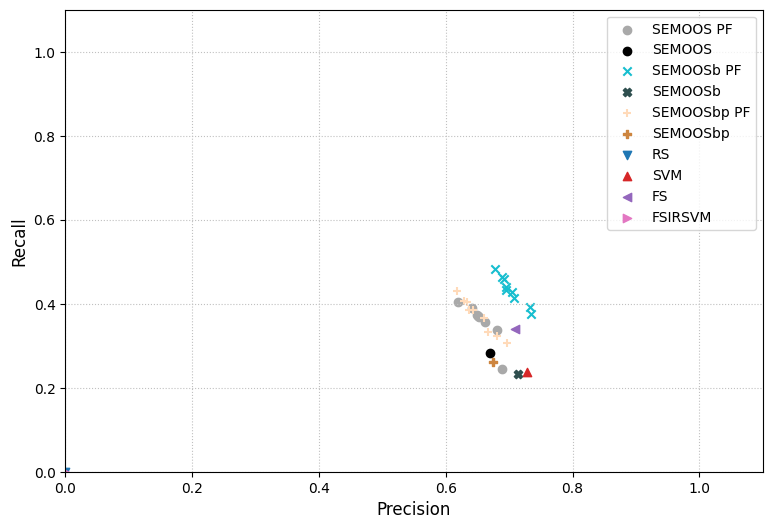 SEMOOS PF
SEMOOS
SEMOOSb PF
SEMOOSb
SEMOOSbp PF
SEMOOSbp
RS
SVM
FS
FSIRSVM
Recall
1.0
0.8
0.6
0.4
0.2
0.0
0.0 0.2 0.4 0.6 0.8 1.0
Precision